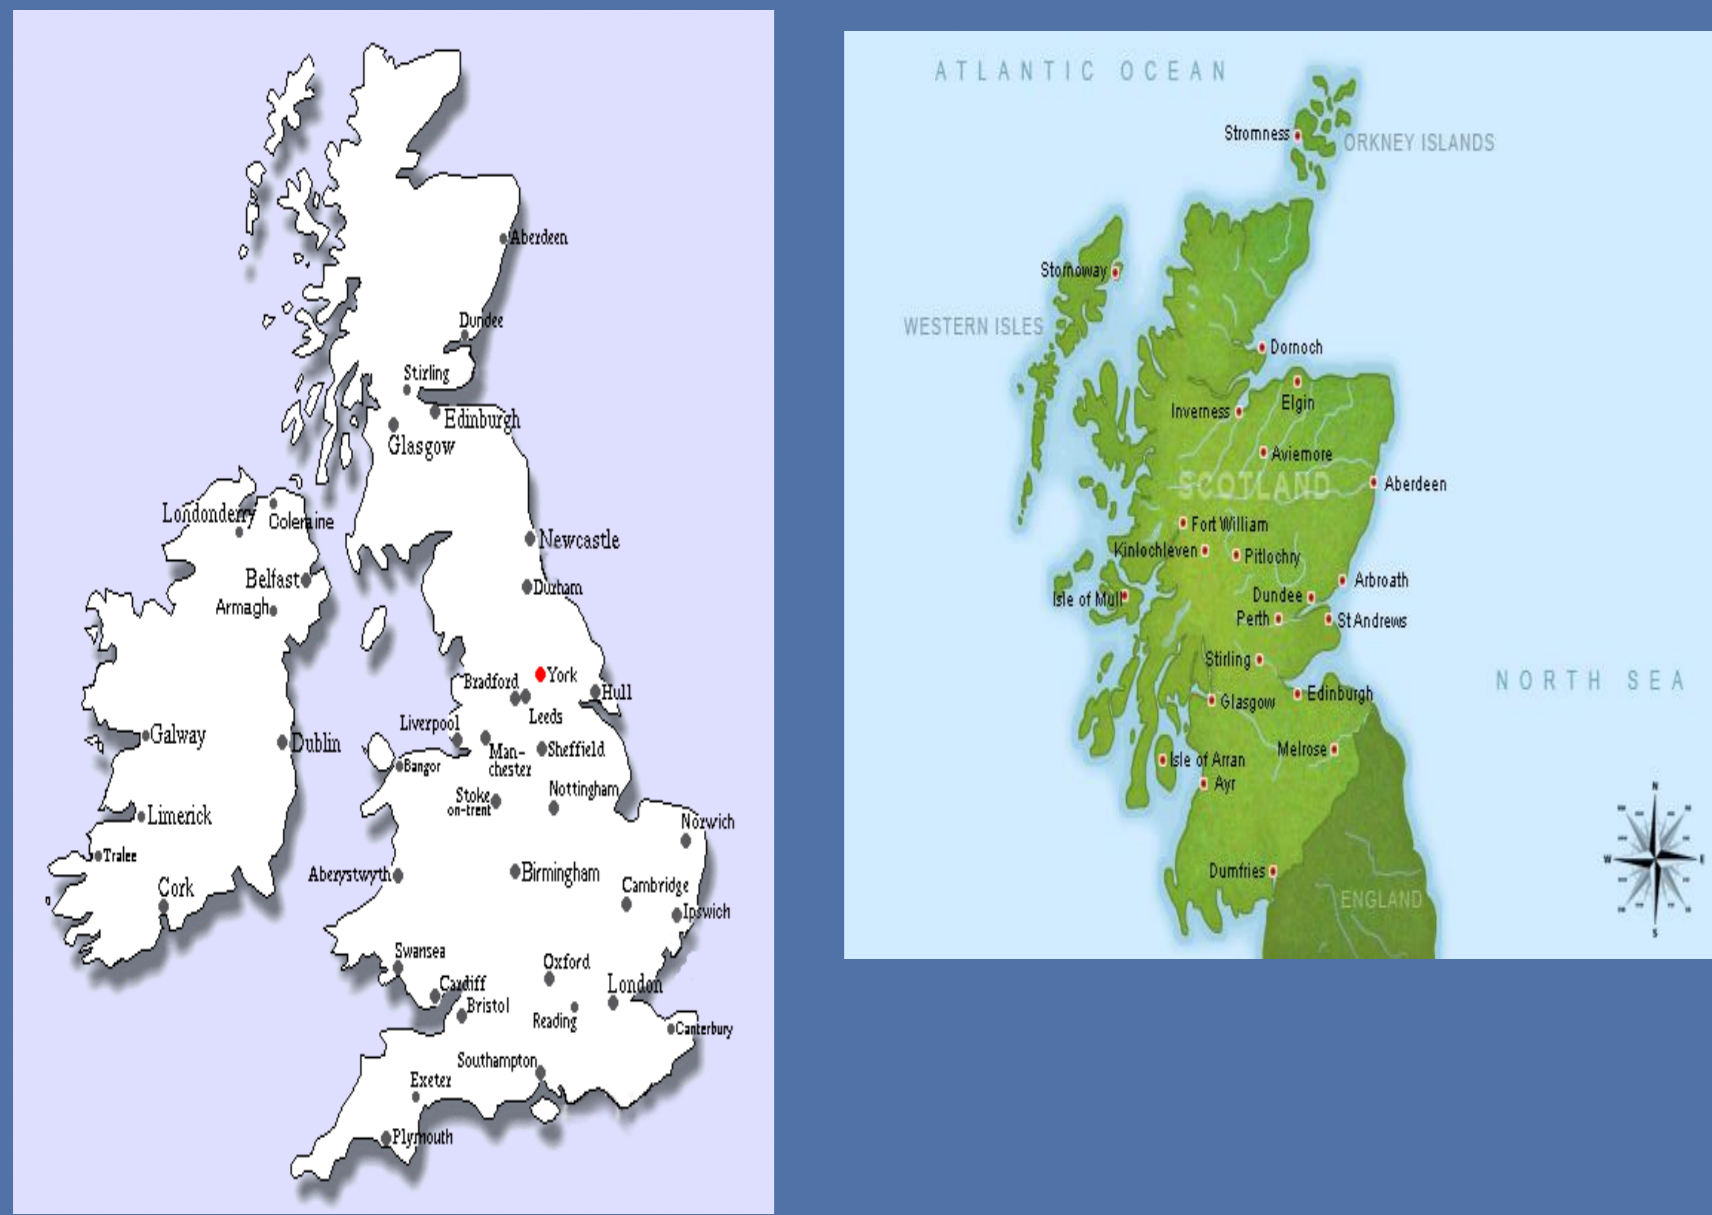 Aberdeen
Dundee
Stirling
Edinburgh
Glasgow
Londonderry
Coleraine
Newcastle
Belfast
Durham
Armagh
York
Bradford
Hull
Leeds
Liverpool
Galway
Dublin
Man-
chester
Sheffield
Bangor
Stoke
on-trent
Nottingham
Limerick
Norwich
Tralee
Aberystwyth
Birmingham
Cork
Cambridge
Ipswich
Swansea
Oxford
Cardiff
London
Bristol
Reading
Canterbury
Southampton
Exeter
Plymouth
ATLANTIC OCEAN
Stromness
ORKNEY ISLANDS
Stornoway
WESTERN ISLES
Dornoch
Elgin
Inverness
Aviemore
SCOTLAND
Aberdeen
Fort William
Kinlochleven
Pitlochry
Arbroath
Isle of Mull
Dundee
Perth
St Andrews
Stirling
NORTH SEA
Edinburgh
Glasgow
Melrose
Isle of Arran
Ayr
N
W
E
Dumfries
ENGLAND
S